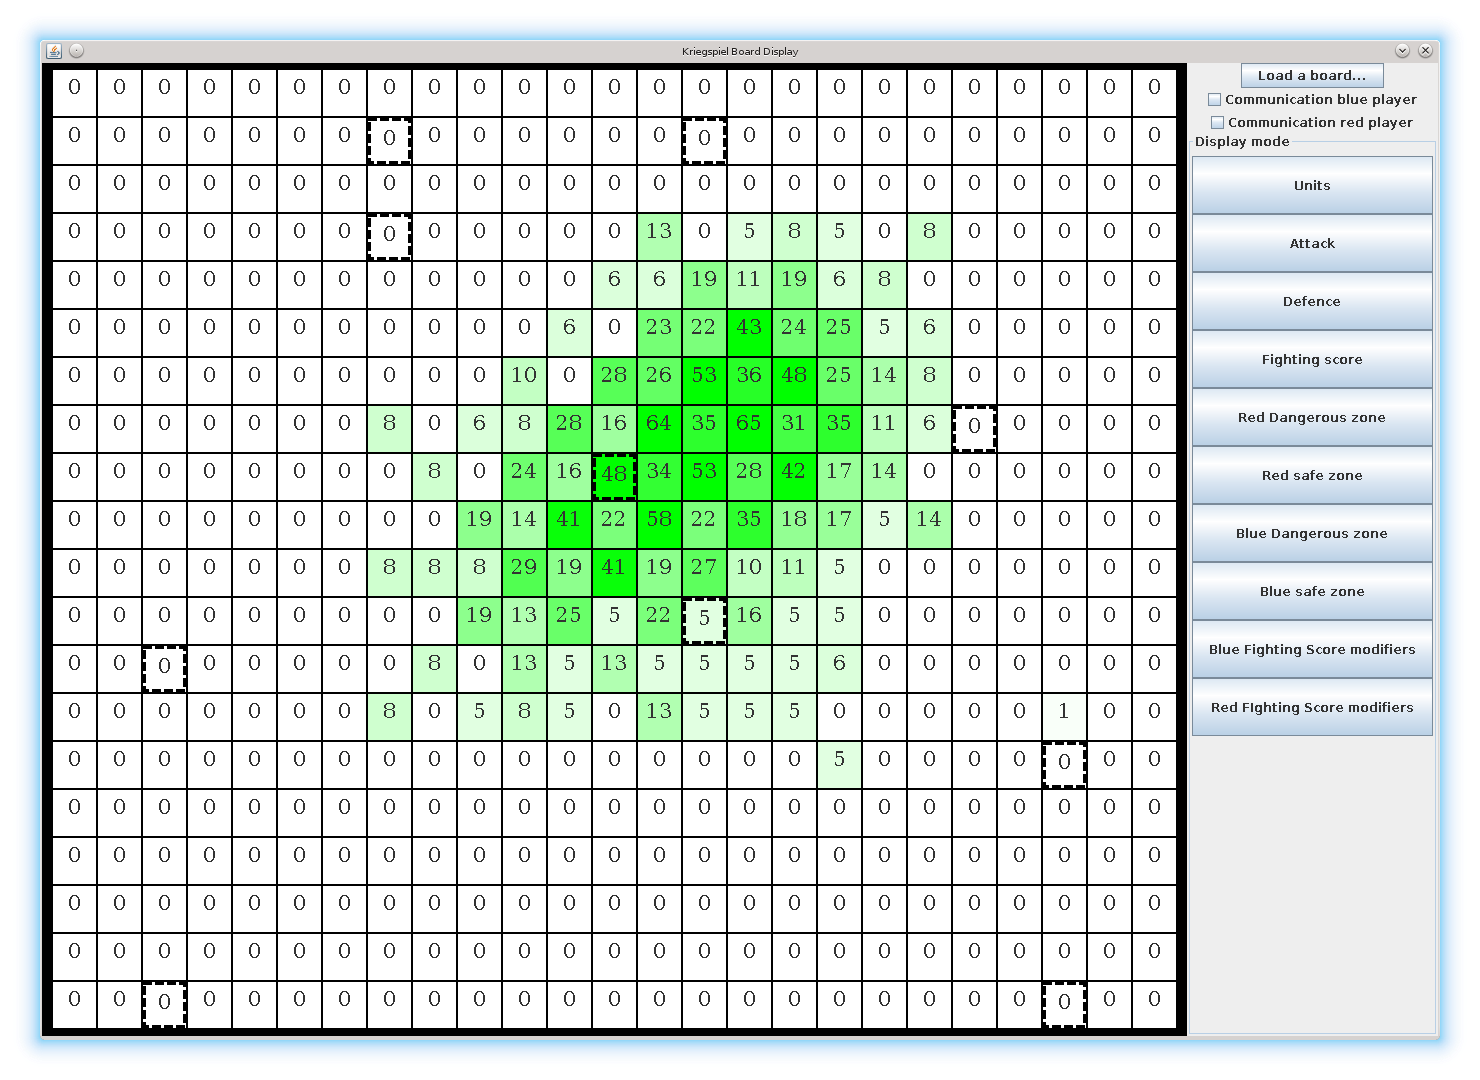 Kriegspiel Board Display
0 0 0 0 0 0 0 0 0 0 0 0 0 0 0 0 0 0 0 0 0 0 0 0 0
0 0 0 0 0 0 0 0 0 0 0 0 0 0 0 0 0 0 0 0 0 0 0 0 0
0 0 0 0 0 0 0 0 0 0 0 0 0 0 0 0 0 0 0 0 0 0 0 0 0
0 0 0 0 0 0 0 0 0 0 0 0 0 13 0 5 8 5 0 8 0 0 0 0 0
0 0 0 0 0 0 0 0 0 0 0 0 6 6 19 11 19 6 8 0 0 0 0 0 0
0 0 0 0 0 0 0 0 0 0 0 6 0 23 22 43 24 25 5 6 0 0 0 0 0
0 0 0 0 0 0 0 0 0 0 10 0 28 26 53 36 48 25 14 8 0 0 0 0 0
0 0 0 0 0 0 0 8 0 6 8 28 16 64 35 65 31 35 11 6 0 0 0 0 0
0 0 0 0 0 0 0 0 8 0 24 16 48 34 53 28 42 17 14 0 0 0 0 0 0
0 0 0 0 0 0 0 0 0 19 14 41 22 58 22 35 18 17 5 14 0 0 0 0 0
0 0 0 0 0 0 0 8 8 8 29 19 41 19 27 10 11 5 0 0 0 0 0 0 0
0 0 0 0 0 0 0 0 0 19 13 25 5 22 5 16 5 5 0 0 0 0 0 0 0
0 0 0 0 0 0 0 0 8 0 13 5 13 5 5 5 5 6 0 0 0 0 0 0 0
0 0 0 0 0 0 0 8 0 5 8 5 0 13 5 5 5 0 0 0 0 0 1 0 0
0 0 0 0 0 0 0 0 0 0 0 0 0 0 0 0 0 5 0 0 0 0 0 0 0
0 0 0 0 0 0 0 0 0 0 0 0 0 0 0 0 0 0 0 0 0 0 0 0 0
0 0 0 0 0 0 0 0 0 0 0 0 0 0 0 0 0 0 0 0 0 0 0 0 0
0 0 0 0 0 0 0 0 0 0 0 0 0 0 0 0 0 0 0 0 0 0 0 0 0
0 0 0 0 0 0 0 0 0 0 0 0 0 0 0 0 0 0 0 0 0 0 0 0 0
0 0 0 0 0 0 0 0 0 0 0 0 0 0 0 0 0 0 0 0 0 0 0 0 0
Load a board...
Communication blue player
Communication red player
Display mode
Units
Attack
Defence
Fighting score
Red Dangerous zone
Red safe zone
Blue Dangerous zone
Blue safe zone
Blue Fighting Score modifiers
Red FIghting Score modifiers